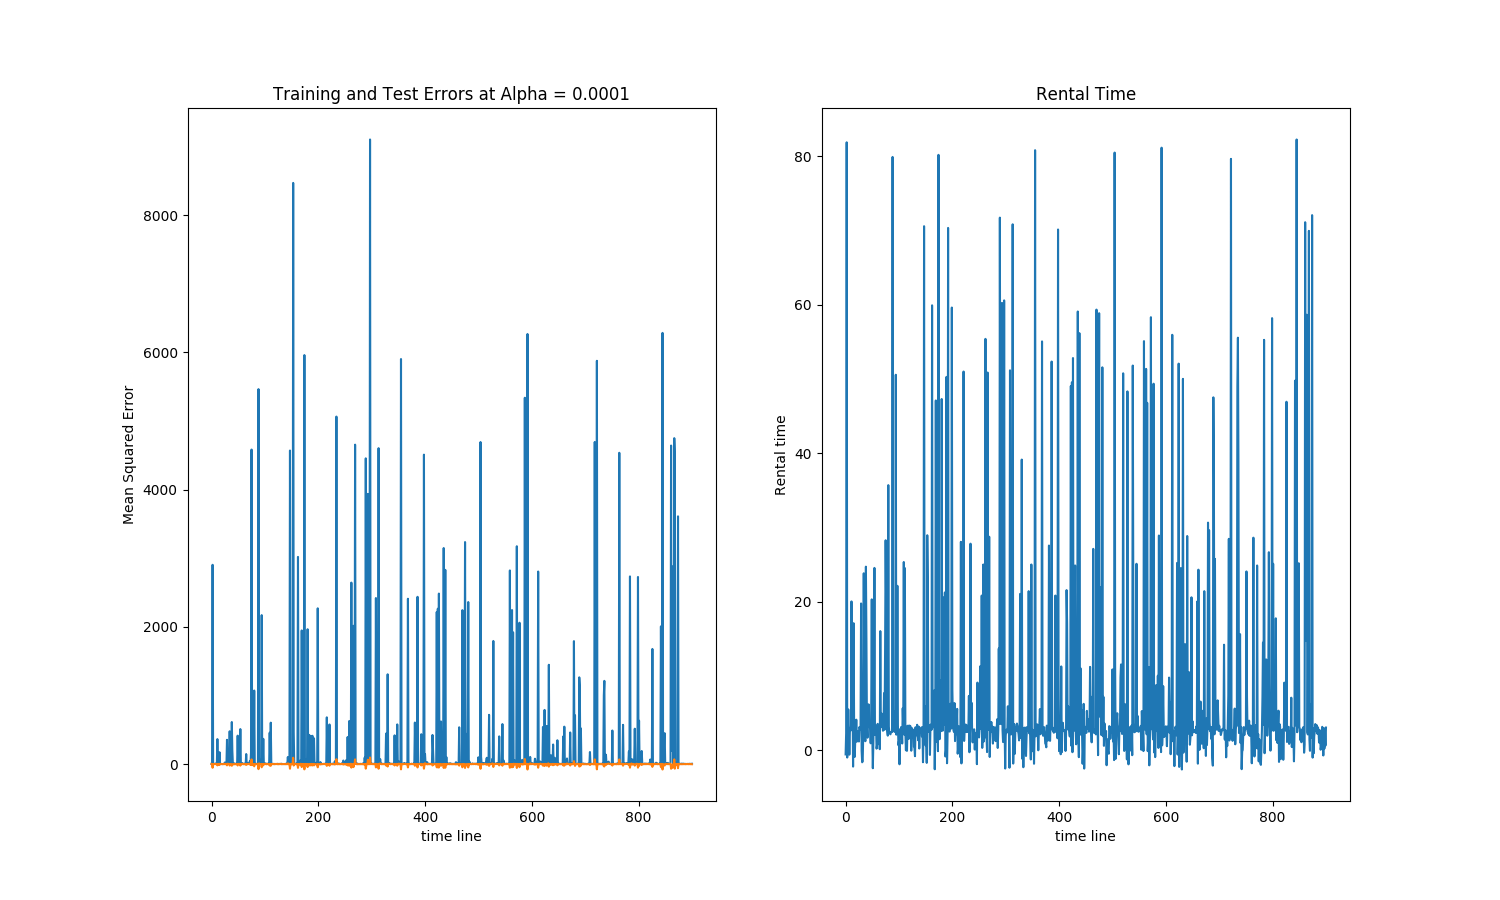 Training and Test Errors at Alpha = 0.0001
Mean Squared Error
8000
6000
4000
2000
0
0 200 400 600 800
time line
Rental Time
Rental time
80
60
40
20
0
0 200 400 600 800
time line